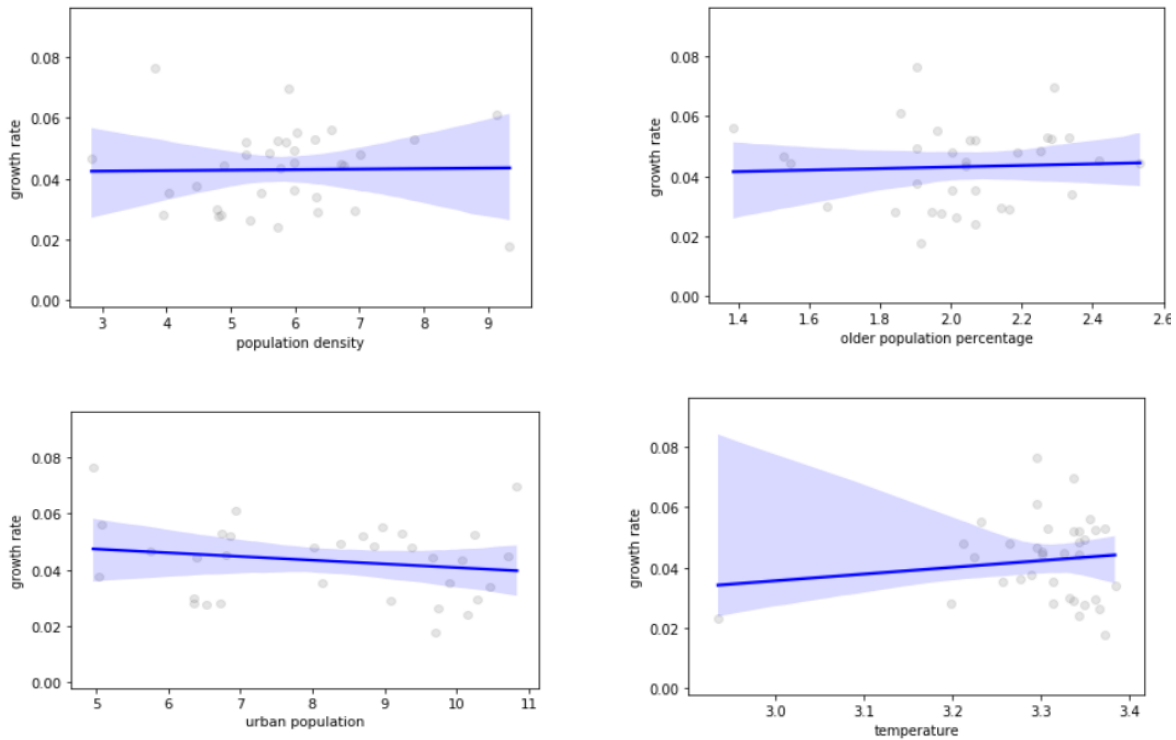 0.08
0.06
0.04
0.02
0.00
growth rate
3 4 5 6 7 8 9
population density
0.08
0.06
0.04
0.02
0.00
growth rate
1.4 1.6 1.8 2.0 2.2 2.4 2.6
older population percentage
0.08
0.06
0.04
0.02
0.00
growth rate
5 6 7 8 9 10 11
urban population
0.08
0.06
0.04
0.02
0.00
growth rate
3.0 3.1 3.2 3.3 3.4
temperature